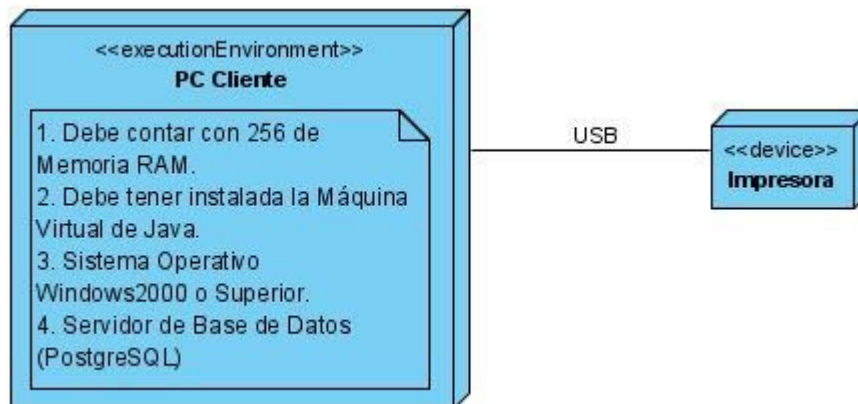 <<executionEnvironment>>
PC Cliente
1. Debe contar con 256 de
Memoria RAM.
2. Debe tener instalada la Máquina
Virtual de Java.
3. Sistema Operativo
Windows2000 o Superior.
4. Servidor de Base de Datos
(PostgreSQL)
USB
<<device>>
Impresora